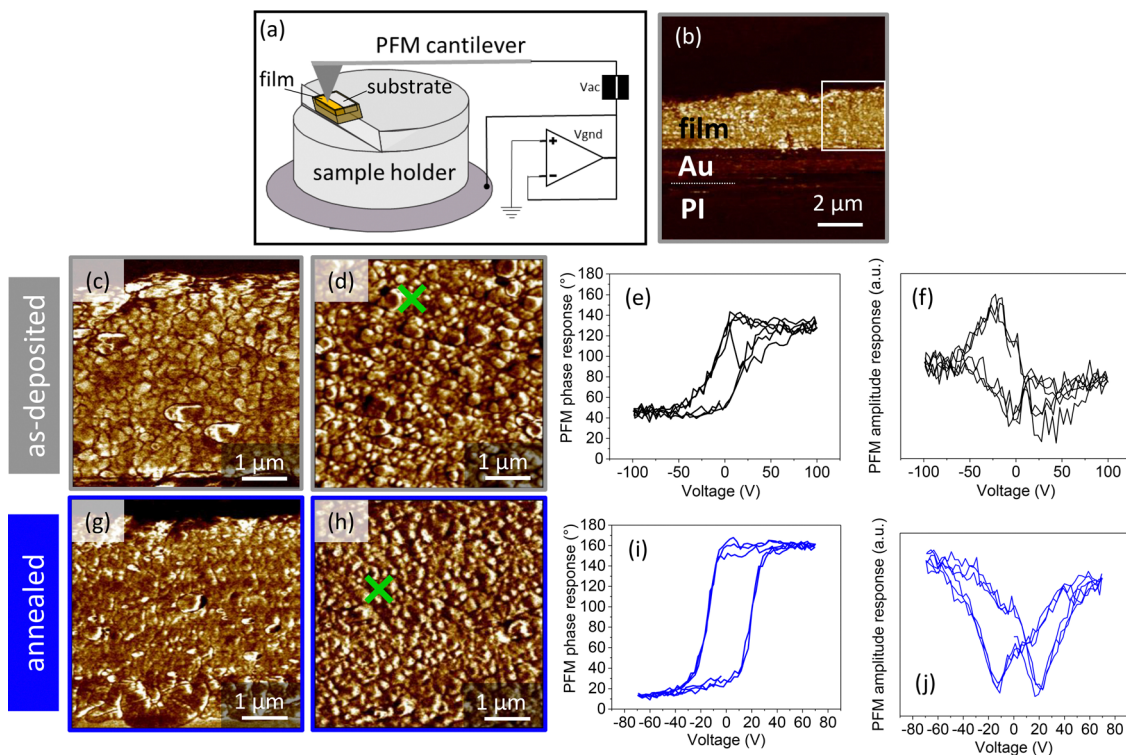 (a)
PFM cantilever
film
substrate
Vac
Vgnd
+
−
sample holder
(b)
film
Au
PI
2 µm
as-deposited
(c)
1 µm
(d)
1 µm
(e)
PFM phase response (°)
180
160
140
120
100
80
60
40
20
0
-100 -50 0 50 100
Voltage (V)
(f)
PFM amplitude response (a.u.)
-100 -50 0 50 100
Voltage (V)
annealed
(g)
1 µm
(h)
1 µm
(i)
PFM phase response (°)
180
160
140
120
100
80
60
40
20
0
-80 -60 -40 -20 0 20 40 60 80
Voltage (V)
(j)
PFM amplitude response (a.u.)
-80 -60 -40 -20 0 20 40 60 80
Voltage (V)